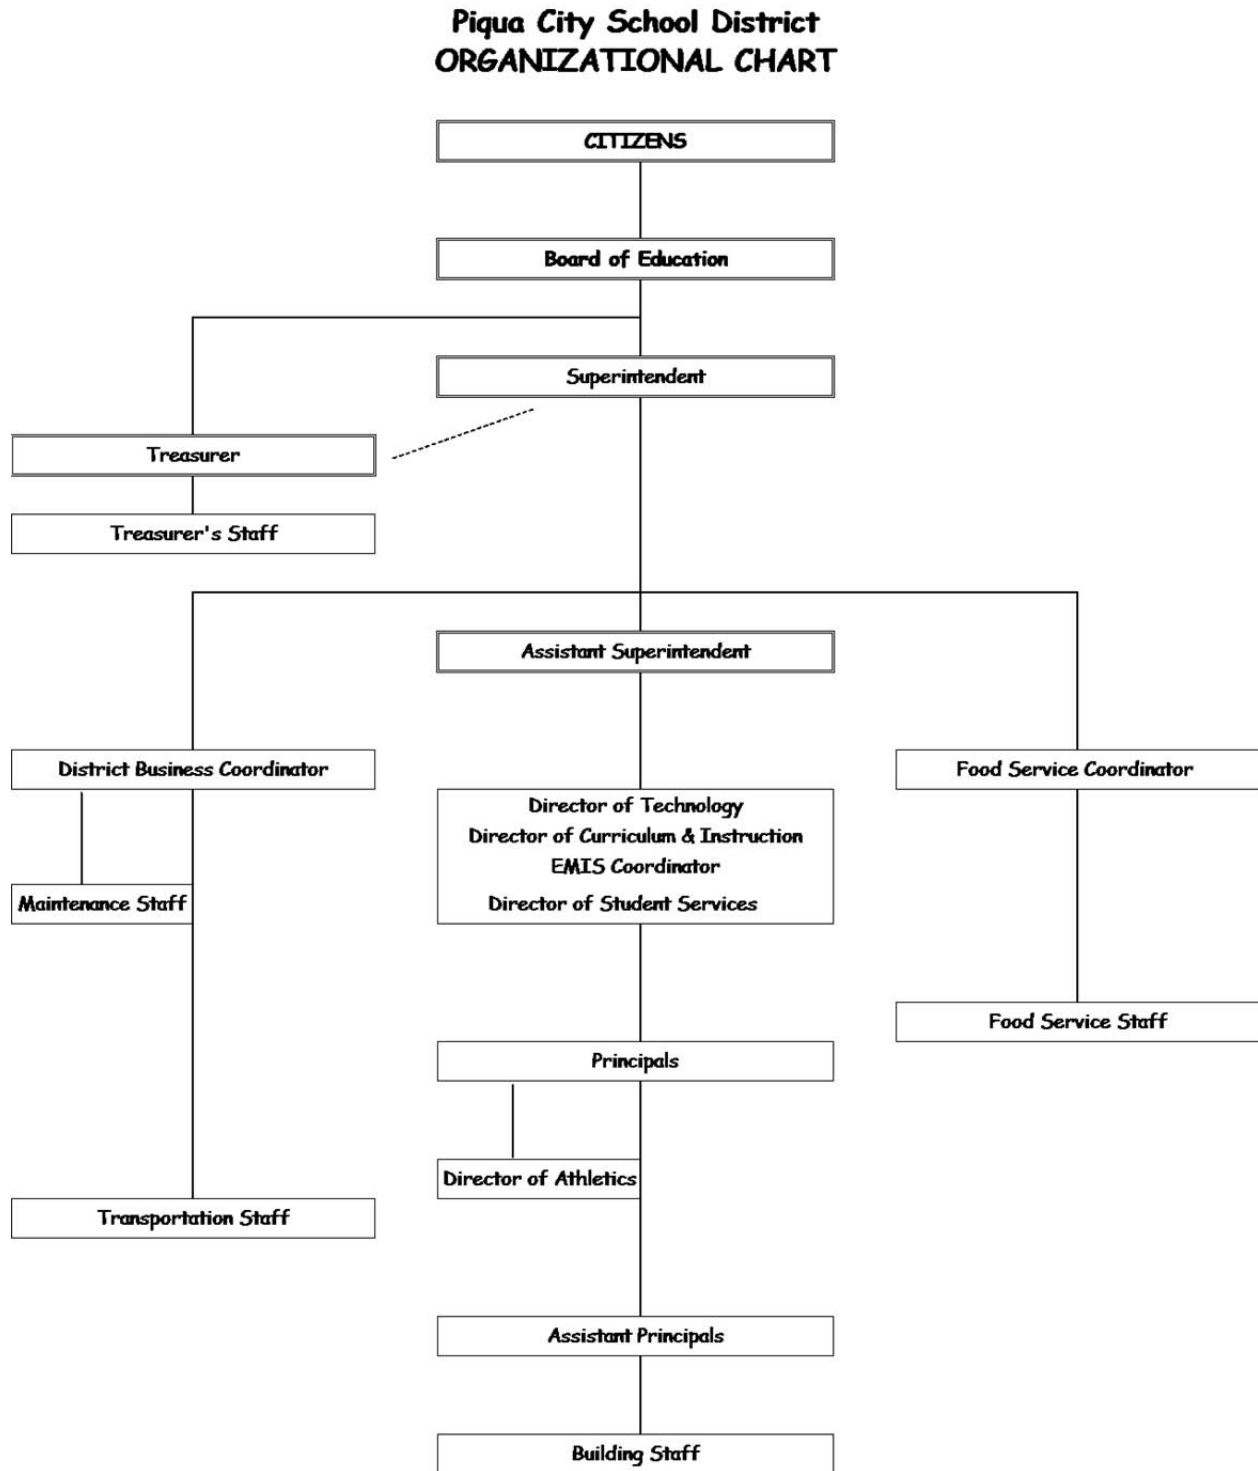 Piqua City School District
ORGANIZATIONAL CHART
CITIZENS
Board of Education
Superintendent
Treasurer
Treasurer's Staff
Assistant Superintendent
District Business Coordinator
Food Service Coordinator
Director of Technology
Director of Curriculum & Instruction
EMIS Coordinator
Director of Student Services
Maintenance Staff
Food Service Staff
Principals
Director of Athletics
Transportation Staff
Assistant Principals
Building Staff